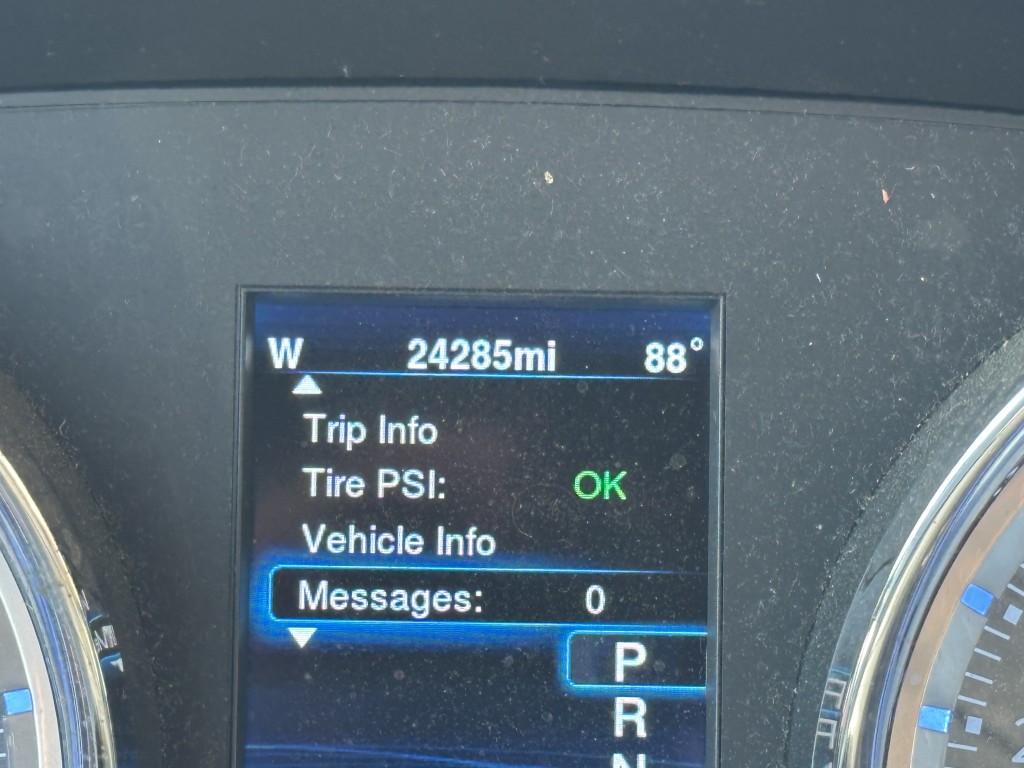 W 24285mi 88°
Trip Info
Tire PSI: OK
Vehicle Info
Messages: 0
P
R
N